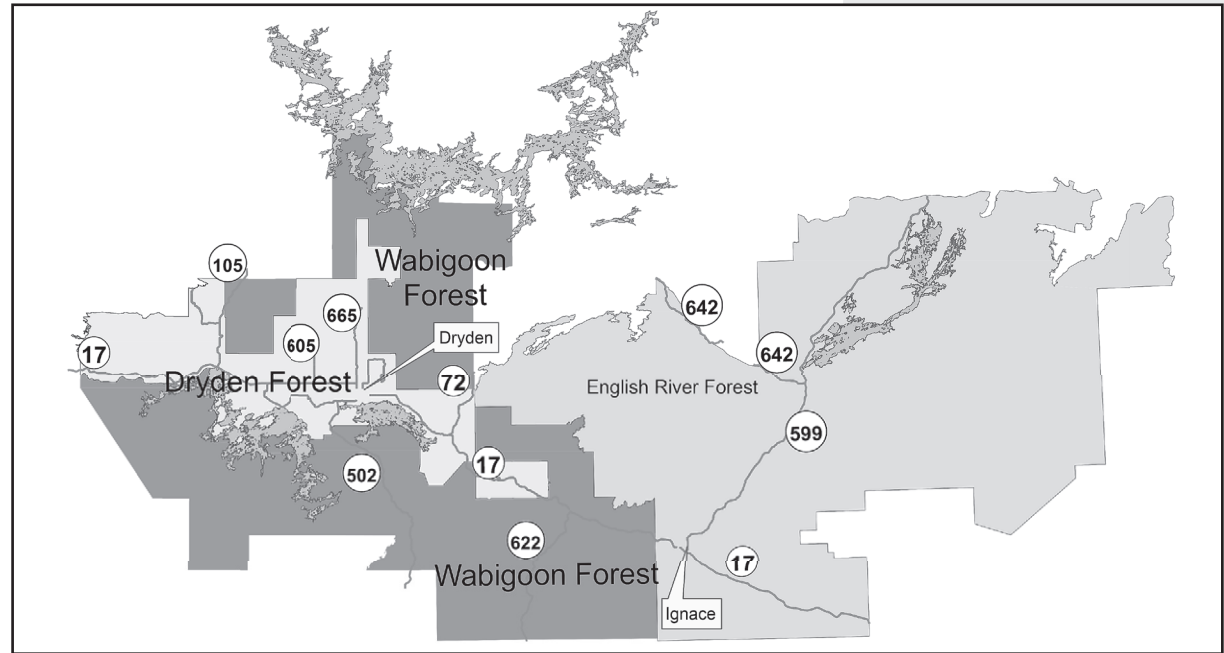 105
Wabigoon
Forest
642
665
Dryden
605
17
642
Dryden Forest
72
English River Forest
599
17
502
622
17
Wabigoon Forest
Ignace